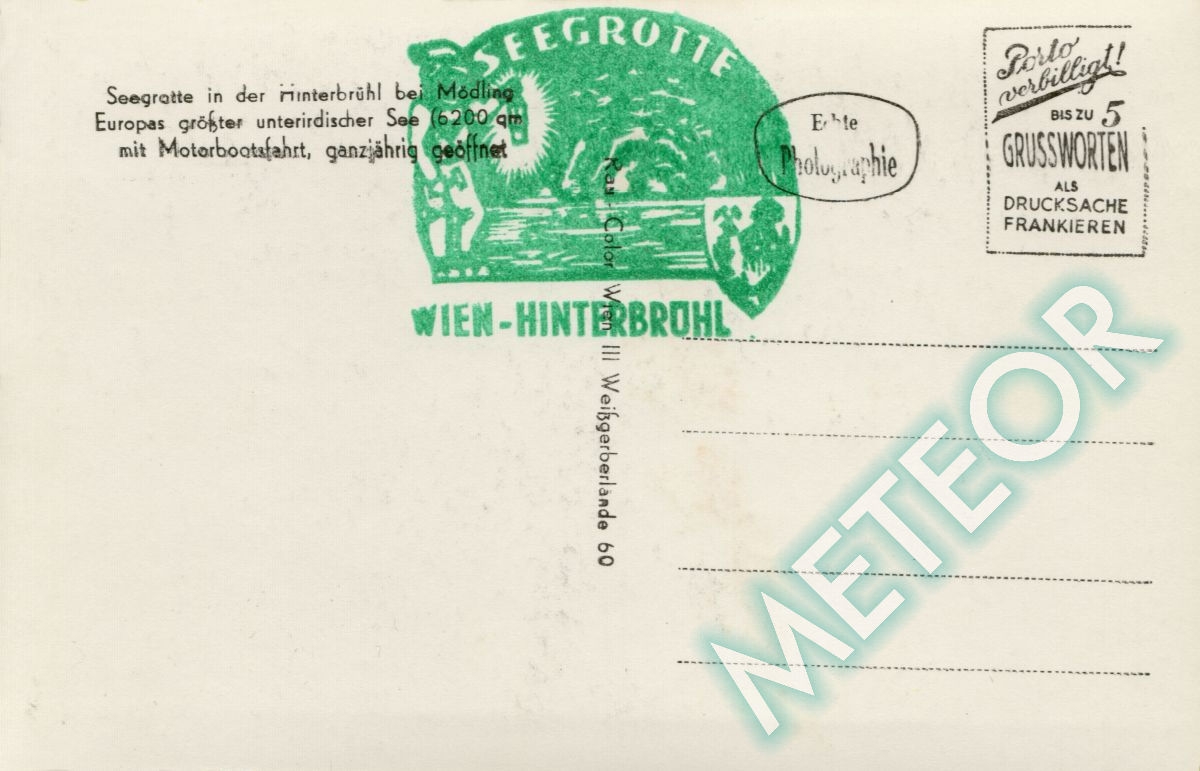 Seegrotte in der Hinterbrühl bei Mödling
Europas größter unterirdischer See (6200 qm
mit Motorbootsfahrt, ganzjährig geöffnet
SEEGROTTE
WIEN-HINTERBRÜHL
Echte
Photographie
Porto
verbilligt!
BIS ZU 5
GRUSSWORTEN
ALS
DRUCKSACHE
FRANKIEREN
Ray-Color Wien III Weißgerberlände 60
METEOR